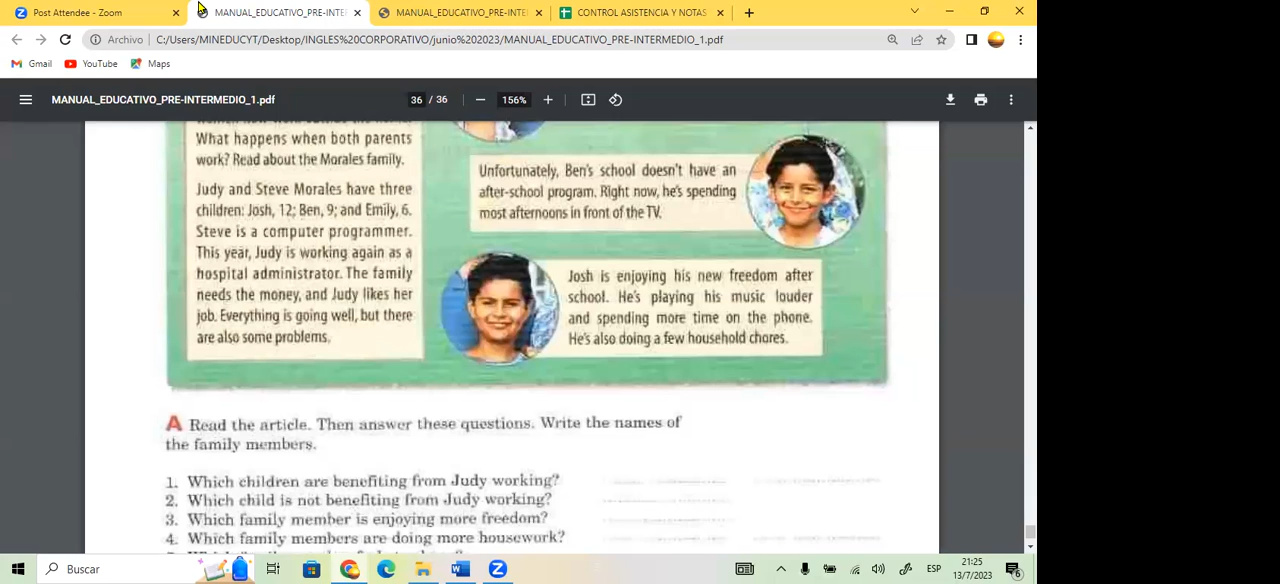 Post Attendee - Zoom
MANUAL_EDUCATIVO_PRE-INTERI
MANUAL_EDUCATIVO_PRE-INTE
CONTROL ASISTENCIA Y NOTAS
Archivo
C:/Users/MINEDUCYT/Desktop/INGLES%20CORPORATIVO/junio%202023/MANUAL_EDUCATIVO_PRE-INTERMEDIO_1.pdf
Gmail
YouTube
Maps
MANUAL_EDUCATIVO_PRE-INTERMEDIO_1.pdf
36 / 36
156%
What happens when both parents
work? Read about the Morales family.
Judy and Steve Morales have three
children: Josh, 12; Ben, 9; and Emily, 6.
Steve is a computer programmer.
This year, Judy is working again as a
hospital administrator. The family
needs the money, and Judy likes her
job. Everything is going well, but there
are also some problems.
Unfortunately, Ben's school doesn't have an
after-school program. Right now, he's spending
most afternoons in front of the TV.
Josh is enjoying his new freedom after
school. He's playing his music louder
and spending more time on the phone.
He's also doing a few household chores.
A Read the article. Then answer these questions. Write the names of
the family members.
1. Which children are benefiting from Judy working?
2. Which child is not benefiting from Judy working?
3. Which family member is enjoying more freedom?
4. Which family members are doing more housework?
Buscar
ESP
21:25
13/7/2023
6